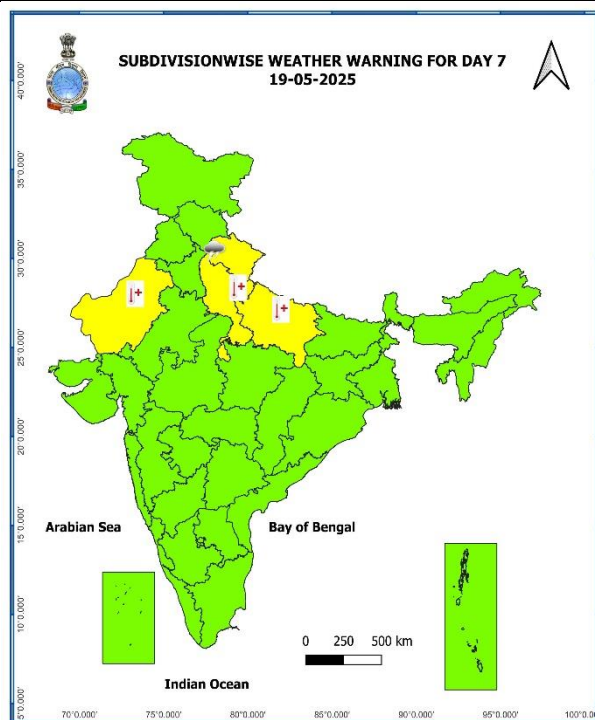 SUBDIVISIONWISE WEATHER WARNING FOR DAY 7
19-05-2025
40°0.000'
35°0.000'
30°0.000'
25°0.000'
20°0.000'
15°0.000'
10°0.000'
5°0.000'
Arabian Sea
Bay of Bengal
0 250 500 km
Indian Ocean
70°0.000' 75°0.000' 80°0.000' 85°0.000' 90°0.000' 95°0.000'